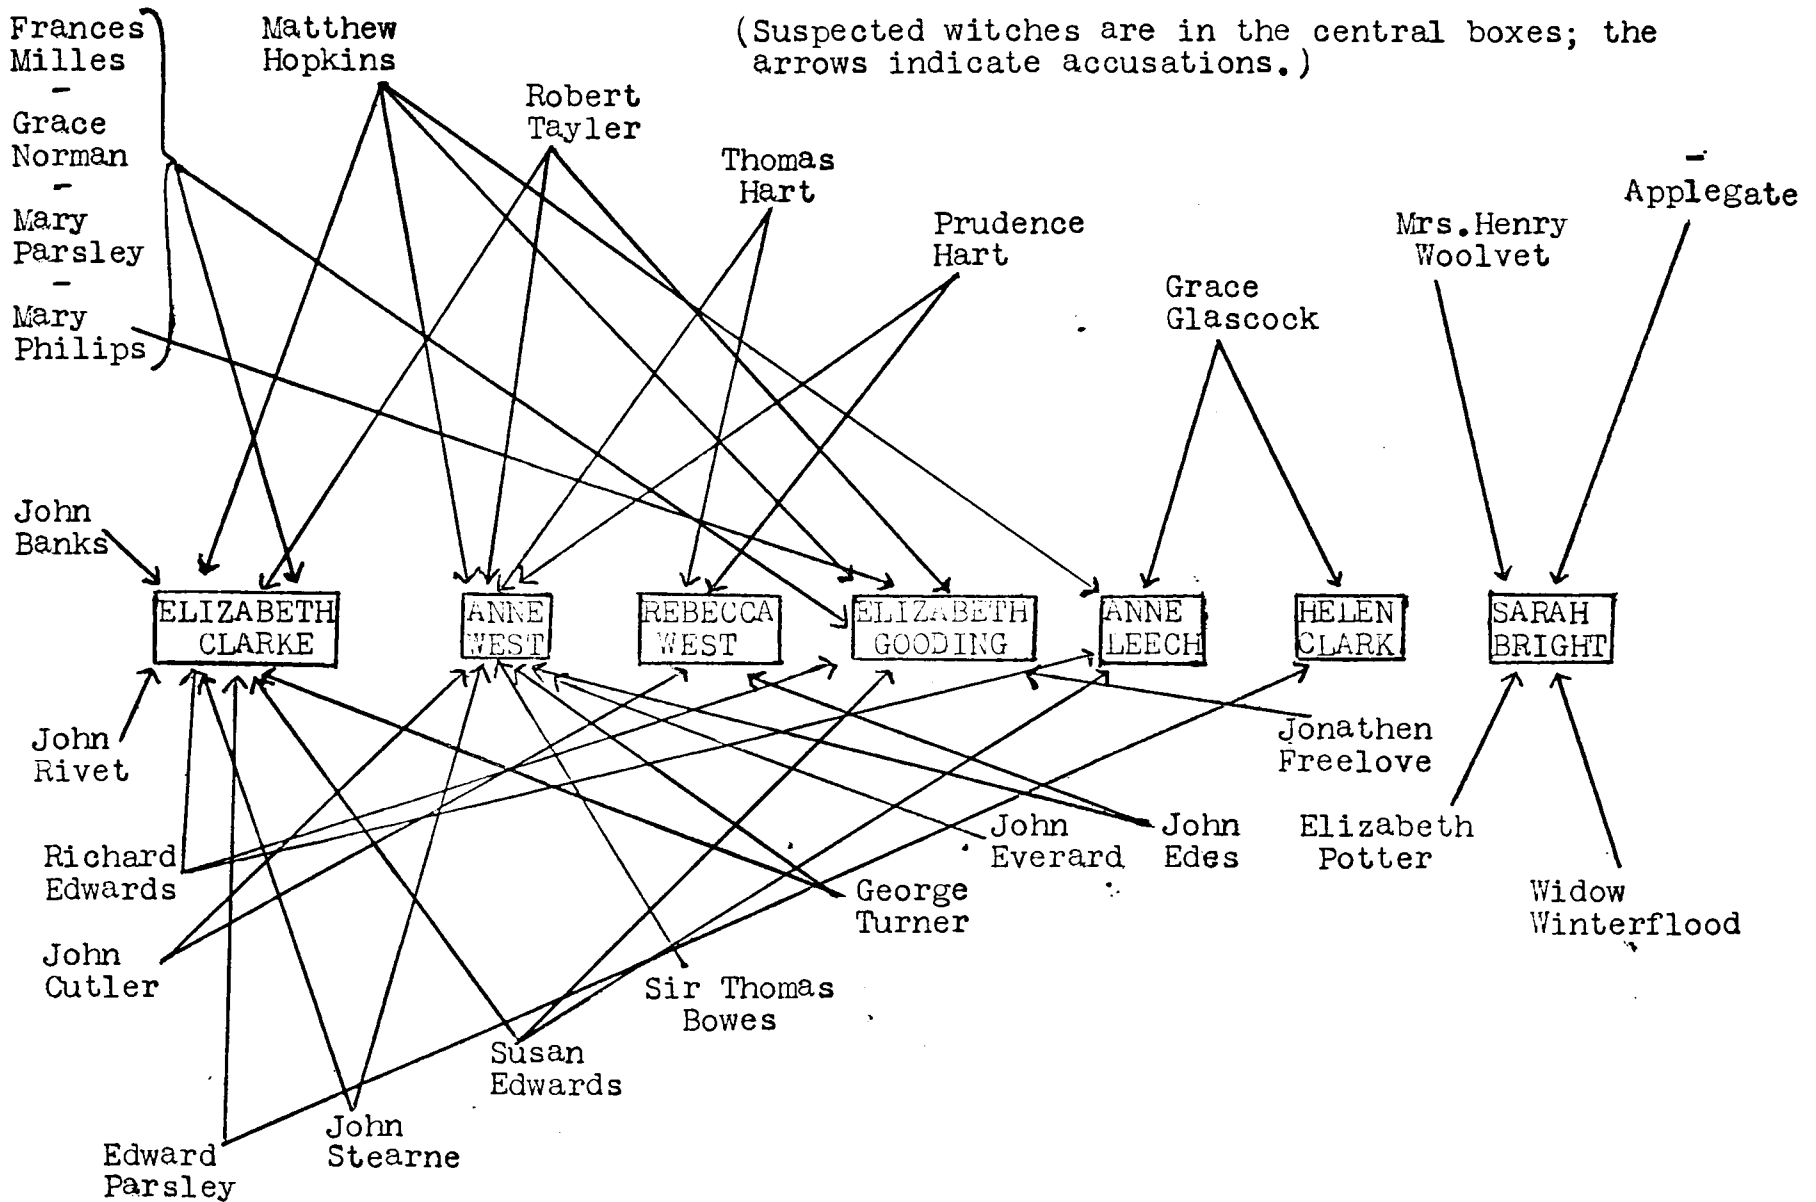 Frances
Milles
-
Grace
Norman
-
Mary
Parsley
-
Mary
Philips
Matthew
Hopkins
(Suspected witches are in the central boxes; the
arrows indicate accusations.)
Robert
Tayler
Thomas
Hart
Prudence
Hart
Grace
Glascock
Mrs.Henry
Woolvet
-
Applegate
John
Banks
ELIZABETH
CLARKE
ANNE
WEST
REBECCA
WEST
ELIZABETH
GOODING
ANNE
LEECH
HELEN
CLARK
SARAH
BRIGHT
John
Rivet
Richard
Edwards
John
Cutler
Edward
Parsley
John
Stearne
Susan
Edwards
Sir Thomas
Bowes
George
Turner
John
Everard
John
Edes
Jonathen
Freelove
Elizabeth
Potter
Widow
Winterflood